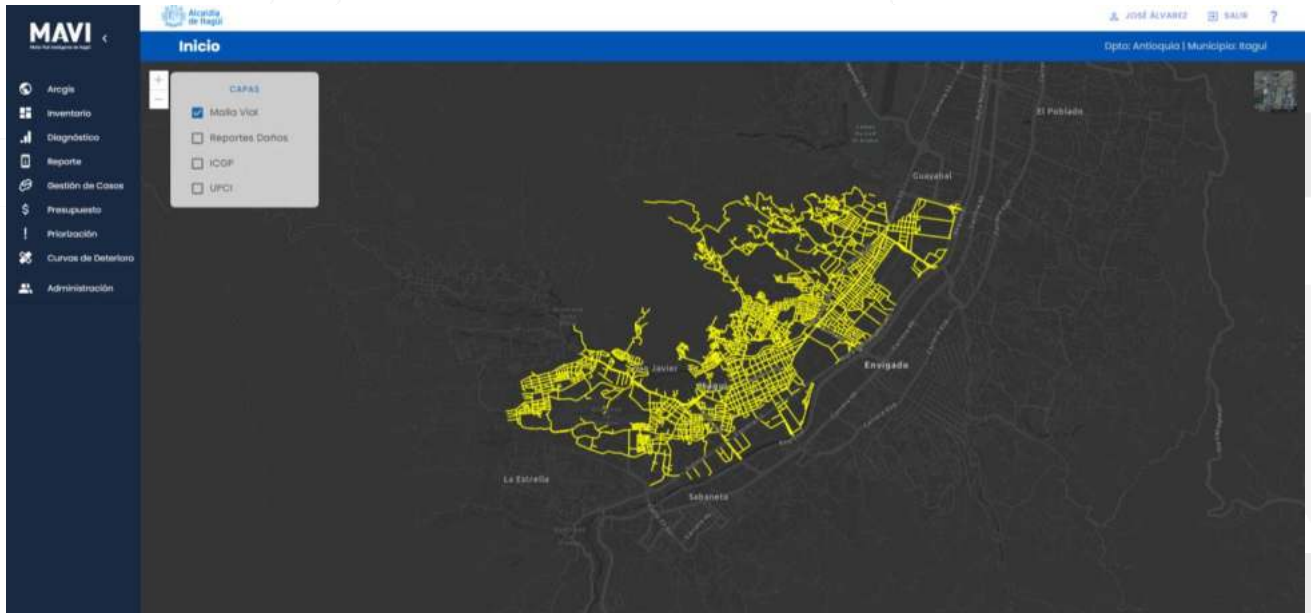 MAVI
Alcaldía
de Itagüí
JOSÉ ÁLVAREZ
SALIR
?
Inicio
Dpto: Antioquia | Municipio: Itagüí
Arcgis
Inventario
Diagnóstico
Reporte
Gestión de Casos
Presupuesto
Priorización
Curvas de Deterioro
Administración
CAPAS
Malla Vial
Reportes Daños
ICGP
UFCI
El Poblado
Guayabal
Envigado
San Javier
Itagüí
La Estrella
Sabaneta